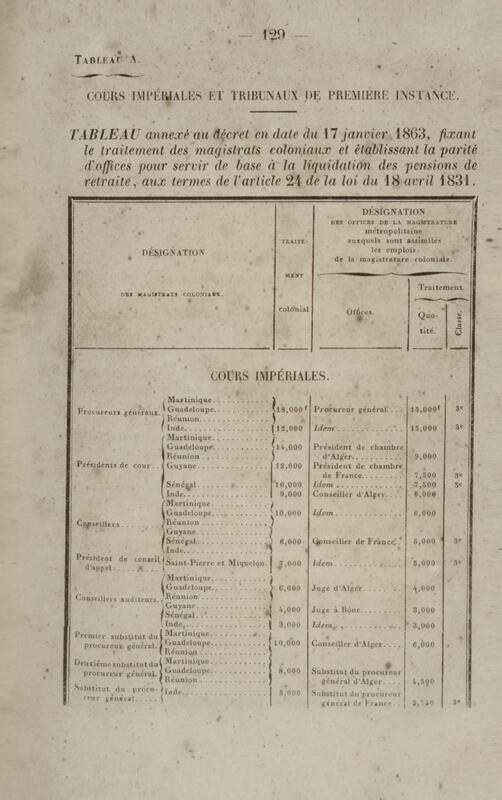 — 129 —
TABLEAU A.
COURS IMPÉRIALES ET TRIBUNAUX DE PREMIÈRE INSTANCE.
TABLEAU annexé au décret en date du 17 janvier 1863, fixant
le traitement des magistrats coloniaux et établissant la parité
d'offices pour servir de base à la liquidation des pensions de
retraite, aux termes de l'article 24 de la loi du 18 avril 1831.
DÉSIGNATION
DES MAGISTRATS COLONIAUX.
TRAITE-
MENT
colonial
DÉSIGNATION
DES OFFICES DE LA MAGISTRATURE
métropolitaine
auxquels sont assimilés
les emplois
de la magistrature coloniale.
Offices.
Traitement.
Quo-
tité.
Classe.
COURS IMPÉRIALES.
Procureurs généraux.
Martinique
Guadeloupe
Réunion
18,000f Procureur général 15,000f 3e
Inde 12,000 Idem 15,000 3e
Présidents de cour
Martinique
Guadeloupe
Réunion
14,000 Président de chambre
d'Alger 9,000
Guyane 12,000 Président de chambre
de France 7,500 3e
Sénégal 10,000 Idem 7,500 3e
Inde 9,000 Conseiller d'Alger 6,000
Conseillers
Martinique
Guadeloupe
Réunion
10,000 Idem 6,000
Guyane
Sénégal
Inde
6,000 Conseiller de France 5,000 3e
Président de conseil
d'appel
Saint-Pierre et Miquelon. 5,000 Idem 5,000 3e
Conseillers auditeurs.
Martinique
Guadeloupe
Réunion
6,000 Juge d'Alger 4,000
Guyane
Sénégal
4,000 Juge à Bône 3,000
Inde 3,000 Idem 3,000
Premier substitut du
procureur général.
Martinique
Guadeloupe
Réunion
10,000 Conseiller d'Alger 6,000
Deuxième substitut du
procureur général.
Martinique
Guadeloupe
Réunion
8,000 Substitut du procureur
général d'Alger 4,500
Substitut du procu-
reur général
Inde 5,000 Substitut du procureur
général de France 3,750 3e